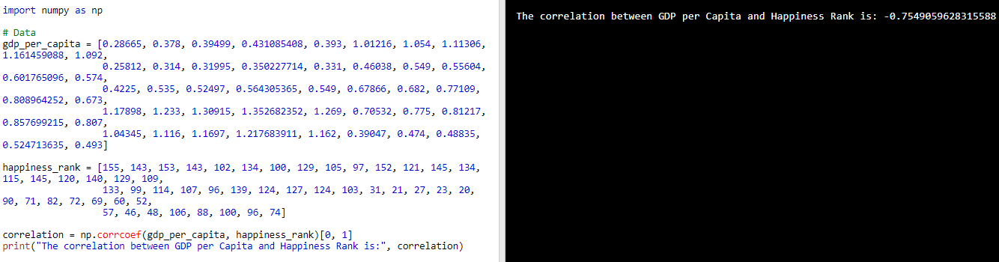 import numpy as np
# Data
gdp_per_capita = [0.28665, 0.378, 0.39499, 0.431085408, 0.393, 1.01216, 1.054, 1.11306,
1.161459088, 1.092,
0.25812, 0.314, 0.31995, 0.350227714, 0.331, 0.46038, 0.549, 0.55604,
0.601765096, 0.574,
0.4225, 0.535, 0.52497, 0.564305365, 0.549, 0.67866, 0.682, 0.77109,
0.808964252, 0.673,
1.17898, 1.233, 1.30915, 1.352682352, 1.269, 0.70532, 0.775, 0.81217,
0.857699215, 0.807,
1.04345, 1.116, 1.1697, 1.217683911, 1.162, 0.39047, 0.474, 0.48835,
0.524713635, 0.493]
happiness_rank = [155, 143, 153, 143, 102, 134, 100, 129, 105, 97, 152, 121, 145, 134,
115, 145, 120, 140, 129, 109,
133, 99, 114, 107, 96, 139, 124, 127, 124, 103, 31, 21, 27, 23, 20,
90, 71, 82, 72, 69, 60, 52,
57, 46, 48, 106, 88, 100, 96, 74]
correlation = np.corrcoef(gdp_per_capita, happiness_rank)[0, 1]
print("The correlation between GDP per Capita and Happiness Rank is:", correlation)
The correlation between GDP per Capita and Happiness Rank is: -0.7549059628315588